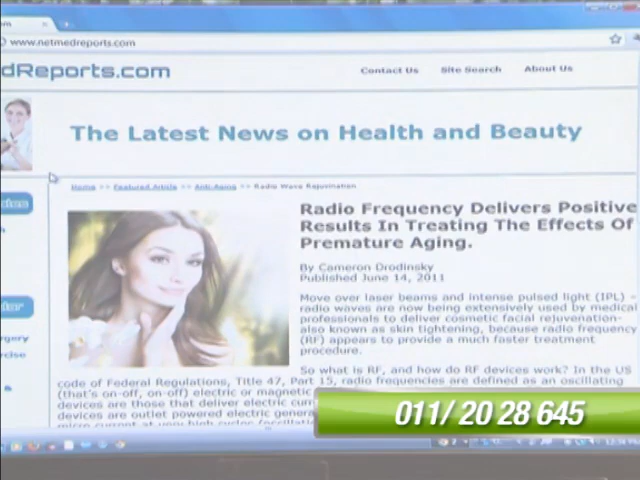 www.netmedreports.com
dReports.com
Contact Us Site Search About Us
The Latest News on Health and Beauty
Home >> Featured Article >> Anti-Aging >> Radio Wave Rejuvination
Radio Frequency Delivers Positive
Results In Treating The Effects Of
Premature Aging.
By Cameron Drodinsky
Published June 14, 2011
Move over laser beams and intense pulsed light (IPL) –
radio waves are now being extensively used by medical
professionals to deliver cosmetic facial rejuvenation–
also known as skin tightening, because radio frequency
(RF) appears to provide a much faster treatment
procedure.
So what is RF, and how do RF devices work? In the US
code of Federal Regulations, Title 47, Part 15, radio frequencies are defined as an oscillating
(that's on-off, on-off) electric or magnetic
devices are those that deliver electric
devices are outlet powered electric
011/ 20 28 645